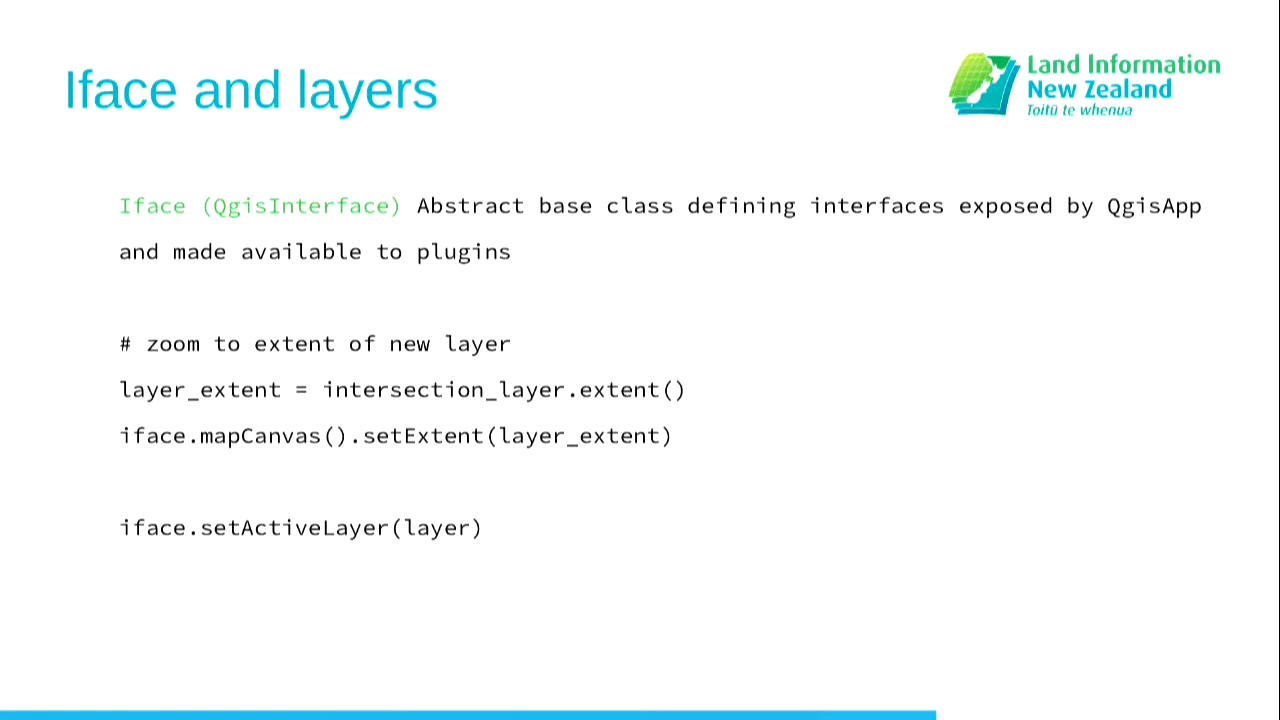 Iface and layers
Land Information
New Zealand
Toitū te whenua
Iface (QgisInterface) Abstract base class defining interfaces exposed by QgisApp
and made available to plugins
# zoom to extent of new layer
layer_extent = intersection_layer.extent()
iface.mapCanvas().setExtent(layer_extent)
iface.setActiveLayer(layer)